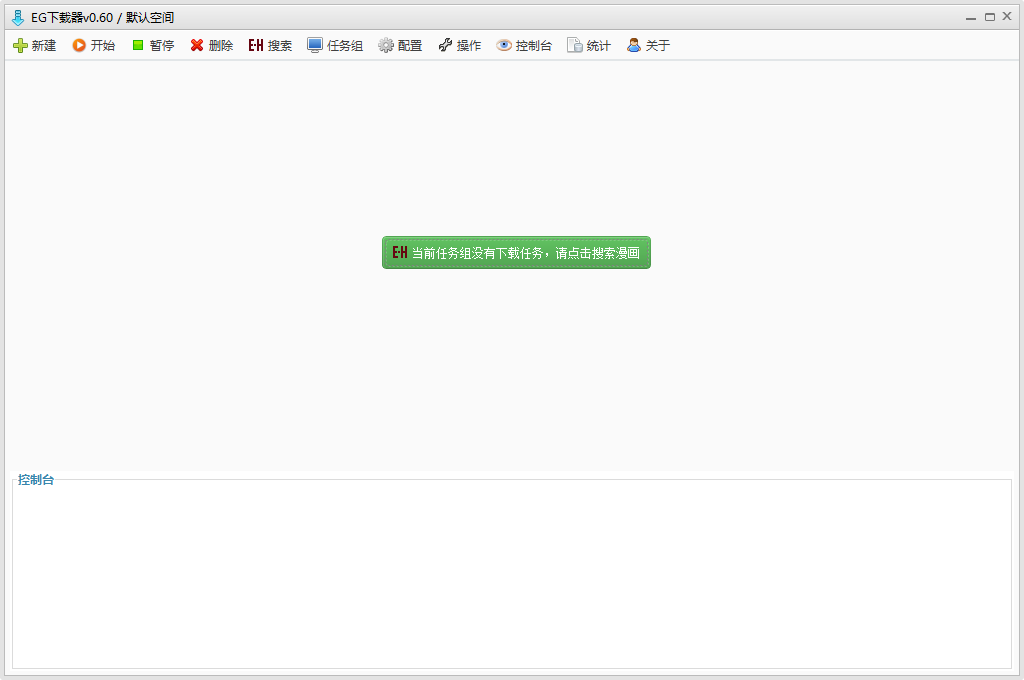 EG下载器v0.60 / 默认空间
新建 开始 暂停 删除 E·H 搜索 任务组 配置 操作 控制台 统计 关于
E·H 当前任务组没有下载任务，请点击搜索漫画
控制台